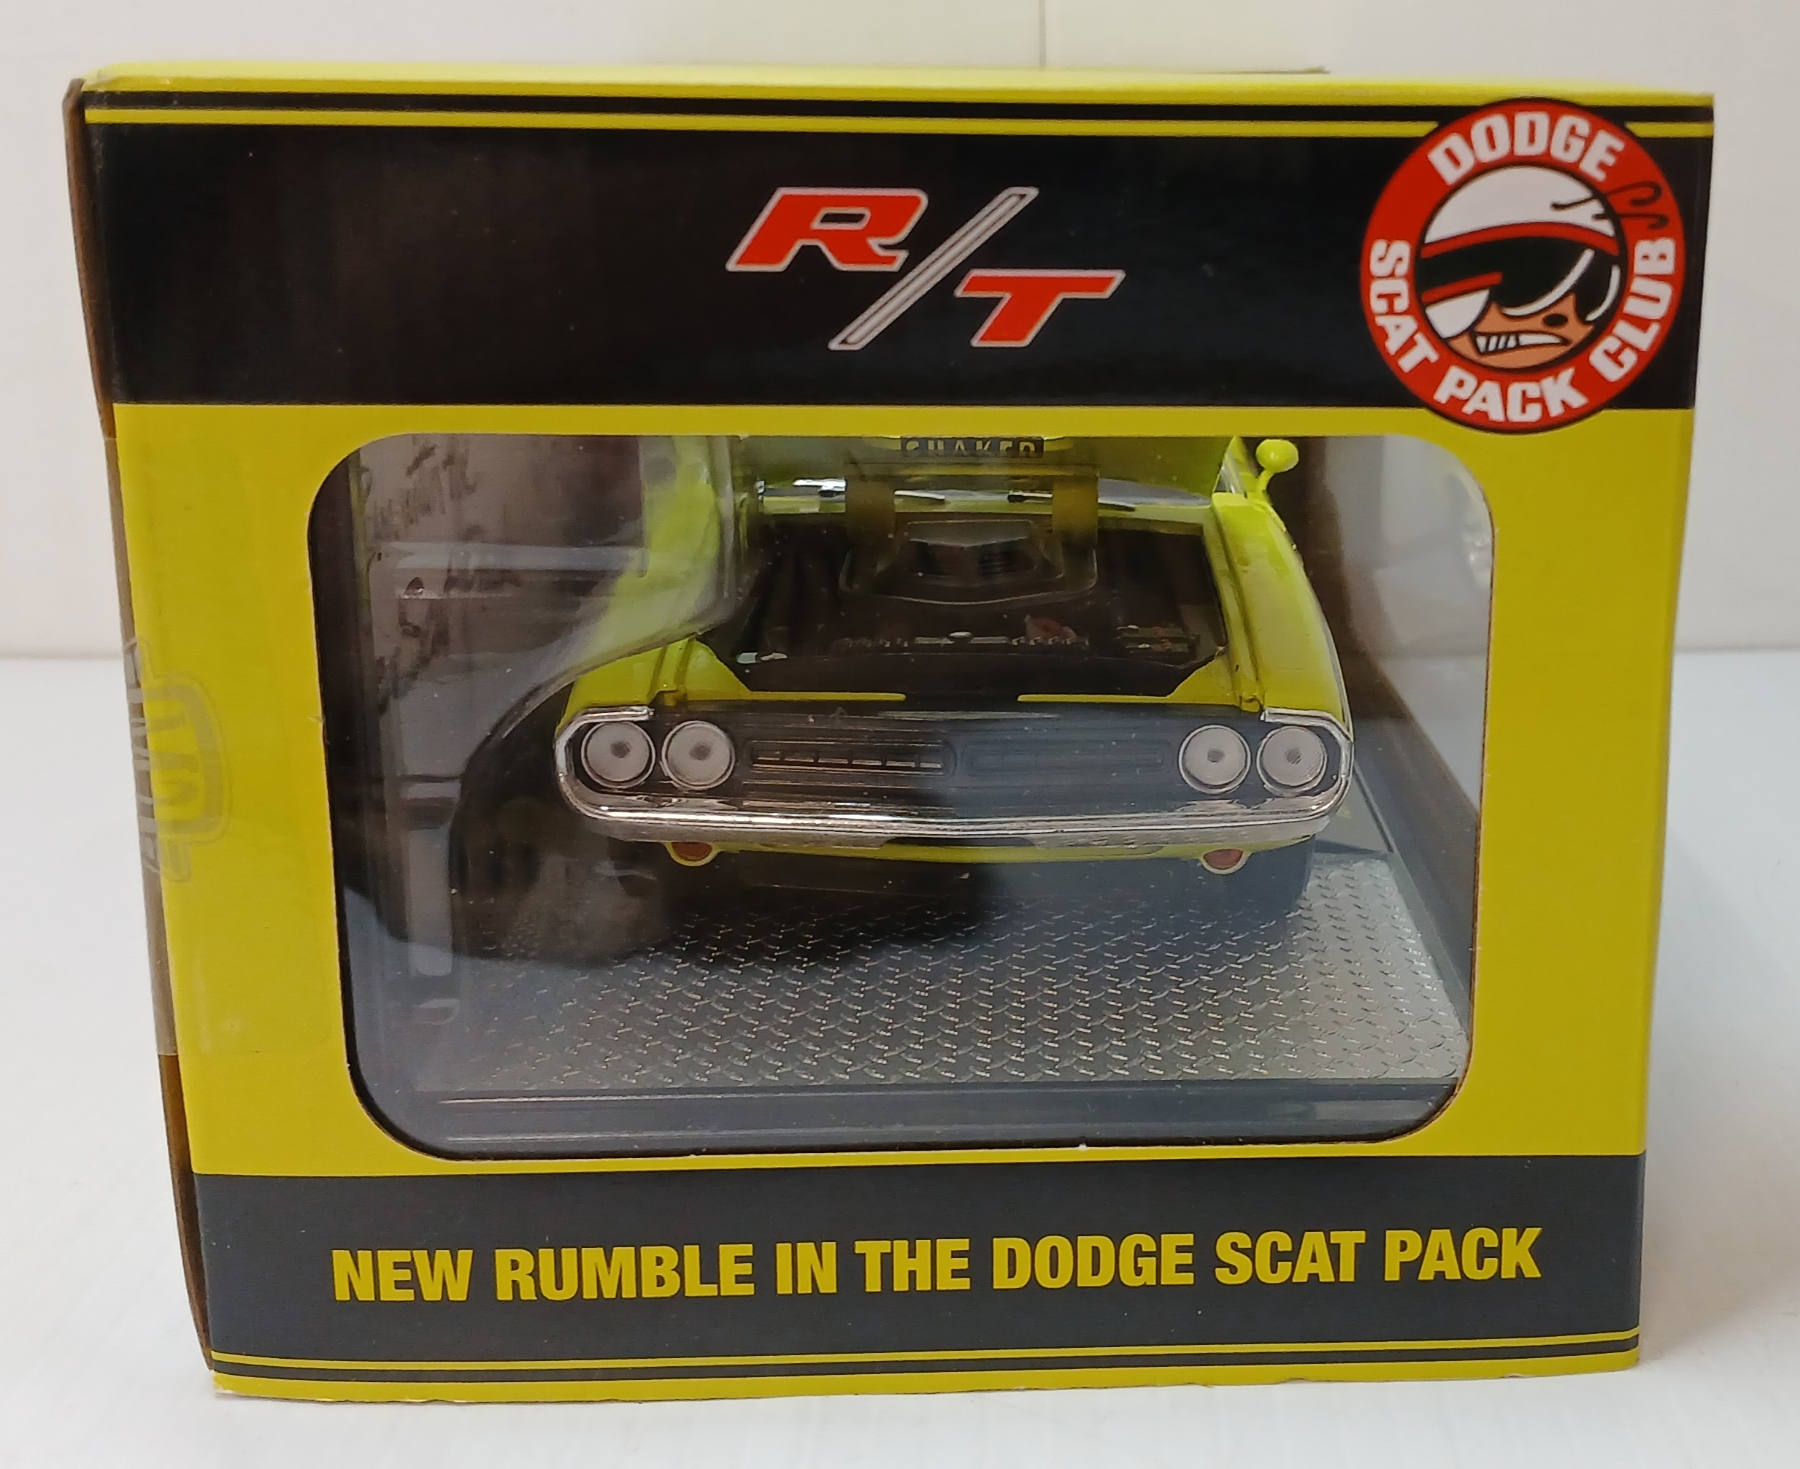 R/T
DODGE
SCAT PACK CLUB
SHAKER
NEW RUMBLE IN THE DODGE SCAT PACK